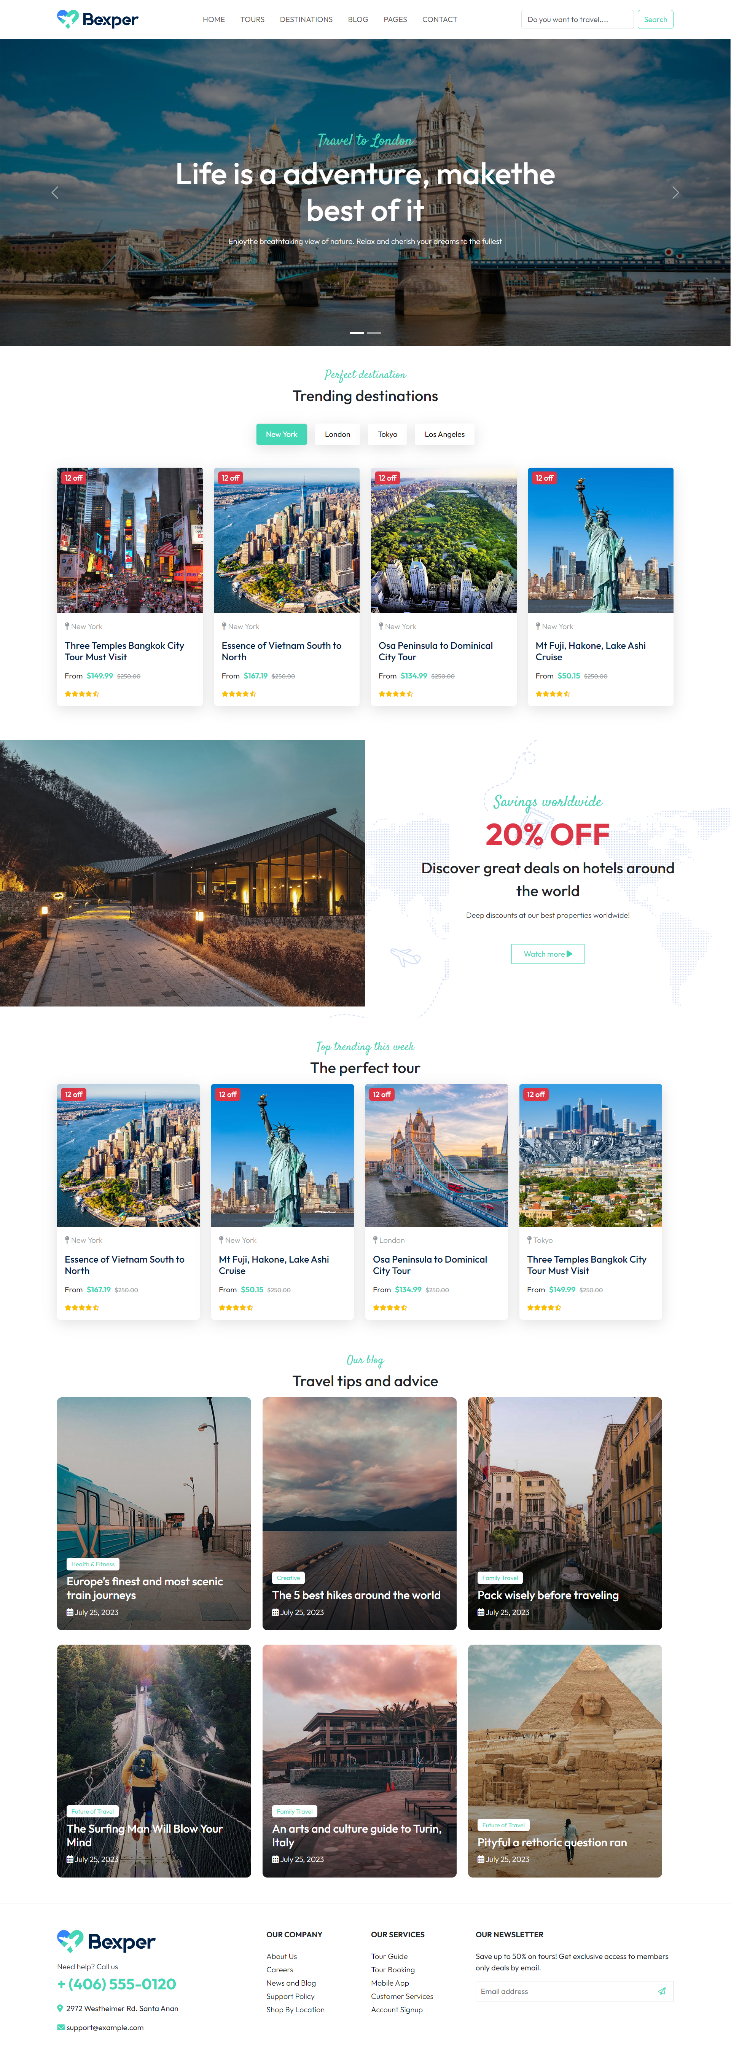 Bexper
HOME TOURS DESTINATIONS BLOG PAGES CONTACT
Do you want to travel....
Search
Travel to London
Life is a adventure, makethe
best of it
Enjoythe breathtaking view of nature. Relax and cherish your dreams to the fullest
Perfect destination
Trending destinations
New York London Tokyo Los Angeles
12 off
New York
Three Temples Bangkok City
Tour Must Visit
From $149.99 $250.00
12 off
New York
Essence of Vietnam South to
North
From $167.19 $250.00
12 off
New York
Osa Peninsula to Dominical
City Tour
From $134.99 $250.00
12 off
New York
Mt Fuji, Hakone, Lake Ashi
Cruise
From $50.15 $250.00
Savings worldwide
20% OFF
Discover great deals on hotels around
the world
Deep discounts at our best properties worldwide!
Watch more
Top trending this week
The perfect tour
12 off
New York
Essence of Vietnam South to
North
From $167.19 $250.00
12 off
New York
Mt Fuji, Hakone, Lake Ashi
Cruise
From $50.15 $250.00
12 off
London
Osa Peninsula to Dominical
City Tour
From $134.99 $250.00
12 off
Tokyo
Three Temples Bangkok City
Tour Must Visit
From $149.99 $250.00
Our blog
Travel tips and advice
Health & Fitness
Europe's finest and most scenic
train journeys
July 25, 2023
Creative
The 5 best hikes around the world
July 25, 2023
Family Travel
Pack wisely before traveling
July 25, 2023
Future of Travel
The Surfing Man Will Blow Your
Mind
July 25, 2023
Family Travel
An arts and culture guide to Turin,
Italy
July 25, 2023
Future of Travel
Pityful a rethoric question ran
July 25, 2023
Bexper
Need help? Call us
+ (406) 555-0120
2972 Westheimer Rd. Santa Anan
support@example.com
OUR COMPANY
About Us
Careers
News and Blog
Support Policy
Shop By Location
OUR SERVICES
Tour Guide
Tour Booking
Mobile App
Customer Services
Account Signup
OUR NEWSLETTER
Save up to 50% on tours! Get exclusive access to members
only deals by email.
Email address